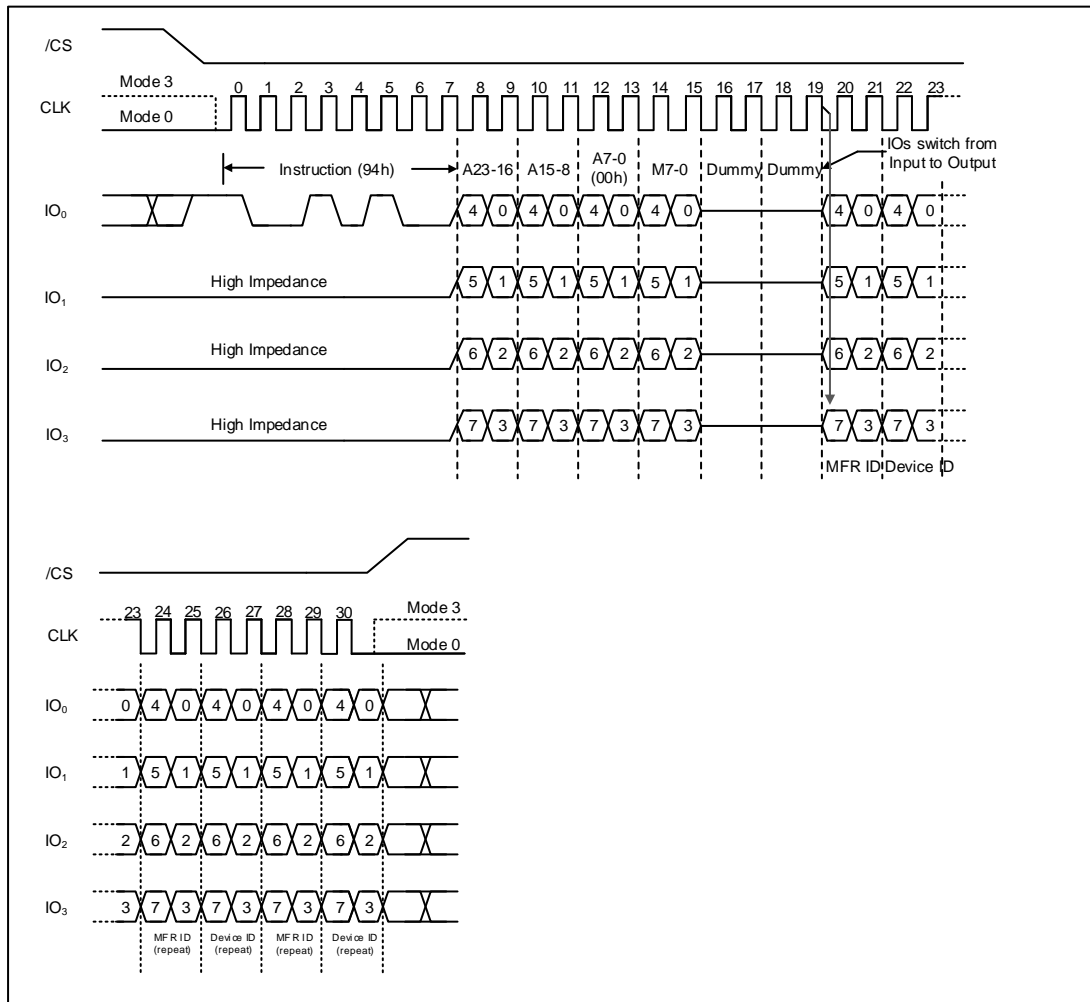 /CS
Mode 3
CLK 0 1 2 3 4 5 6 7 8 9 10 11 12 13 14 15 16 17 18 19 20 21 22 23
Mode 0
IOs switch from
Input to Output
Instruction (94h) A23-16 A15-8 A7-0 (00h) M7-0 Dummy Dummy
IO₀ 4 0 4 0 4 0 4 0 4 0 4 0
High Impedance
IO₁ 5 1 5 1 5 1 5 1 5 1 5 1
High Impedance
IO₂ 6 2 6 2 6 2 6 2 6 2 6 2
High Impedance
IO₃ 7 3 7 3 7 3 7 3 7 3 7 3
MFR ID Device ID
/CS
23 24 25 26 27 28 29 30 Mode 3
CLK
Mode 0
IO₀ 0 4 0 4 0 4 0 4 0
IO₁ 1 5 1 5 1 5 1 5 1
IO₂ 2 6 2 6 2 6 2 6 2
IO₃ 3 7 3 7 3 7 3 7 3
MFR ID Device ID MFR ID Device ID
(repeat) (repeat) (repeat) (repeat)